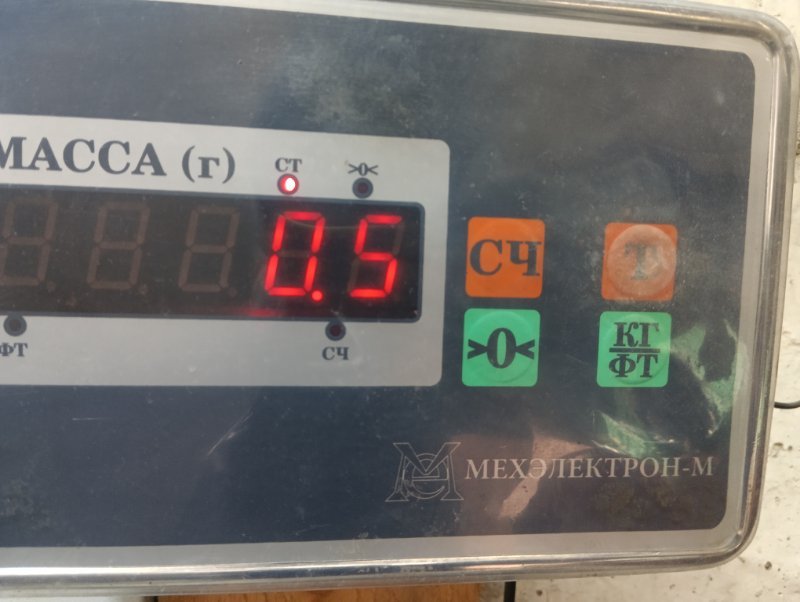 МАССА (г)
СТ
>0<
0.5
СЧ
Т
ФТ
СЧ
>0<
КГ
ФТ
МЕХЭЛЕКТРОН-М